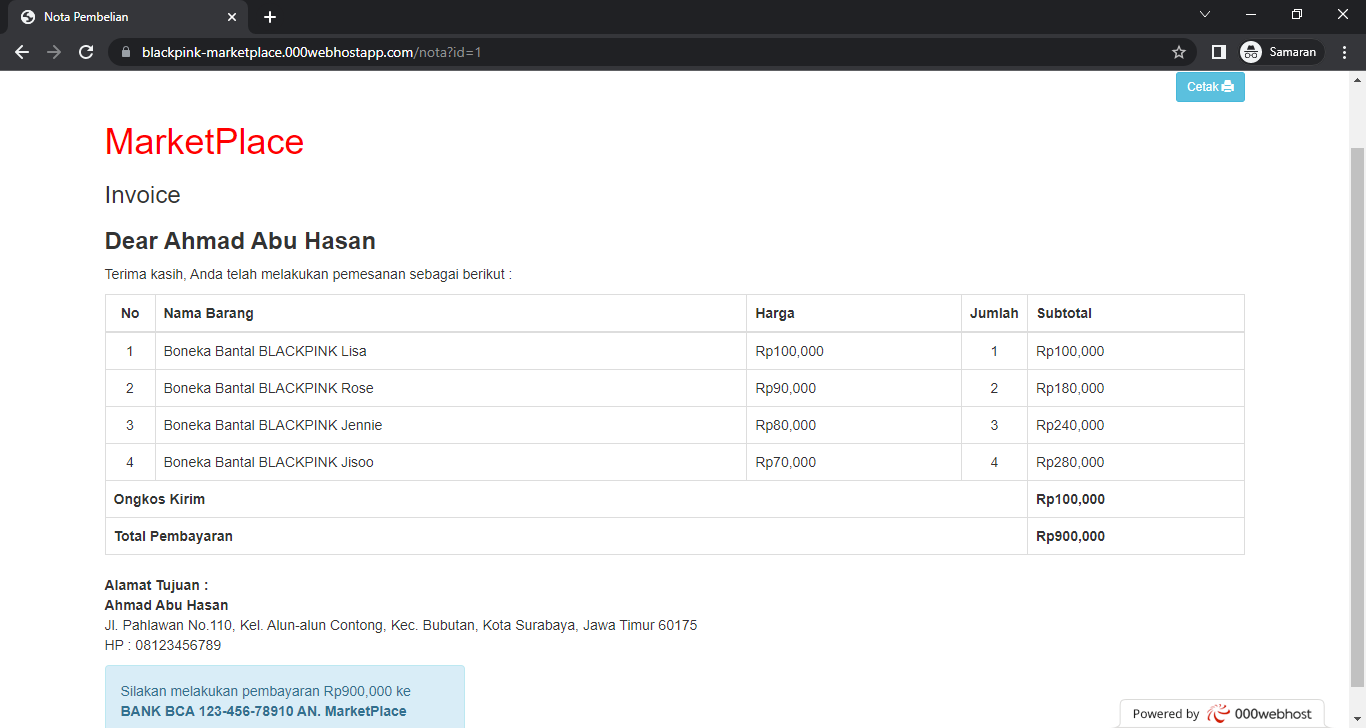 Nota Pembelian
blackpink-marketplace.000webhostapp.com/nota?id=1
Samaran
Cetak
MarketPlace
Invoice
Dear Ahmad Abu Hasan
Terima kasih, Anda telah melakukan pemesanan sebagai berikut :
No Nama Barang Harga Jumlah Subtotal
1 Boneka Bantal BLACKPINK Lisa Rp100,000 1 Rp100,000
2 Boneka Bantal BLACKPINK Rose Rp90,000 2 Rp180,000
3 Boneka Bantal BLACKPINK Jennie Rp80,000 3 Rp240,000
4 Boneka Bantal BLACKPINK Jisoo Rp70,000 4 Rp280,000
Ongkos Kirim Rp100,000
Total Pembayaran Rp900,000
Alamat Tujuan :
Ahmad Abu Hasan
Jl. Pahlawan No.110, Kel. Alun-alun Contong, Kec. Bubutan, Kota Surabaya, Jawa Timur 60175
HP : 08123456789
Silakan melakukan pembayaran Rp900,000 ke
BANK BCA 123-456-78910 AN. MarketPlace
Powered by 000webhost